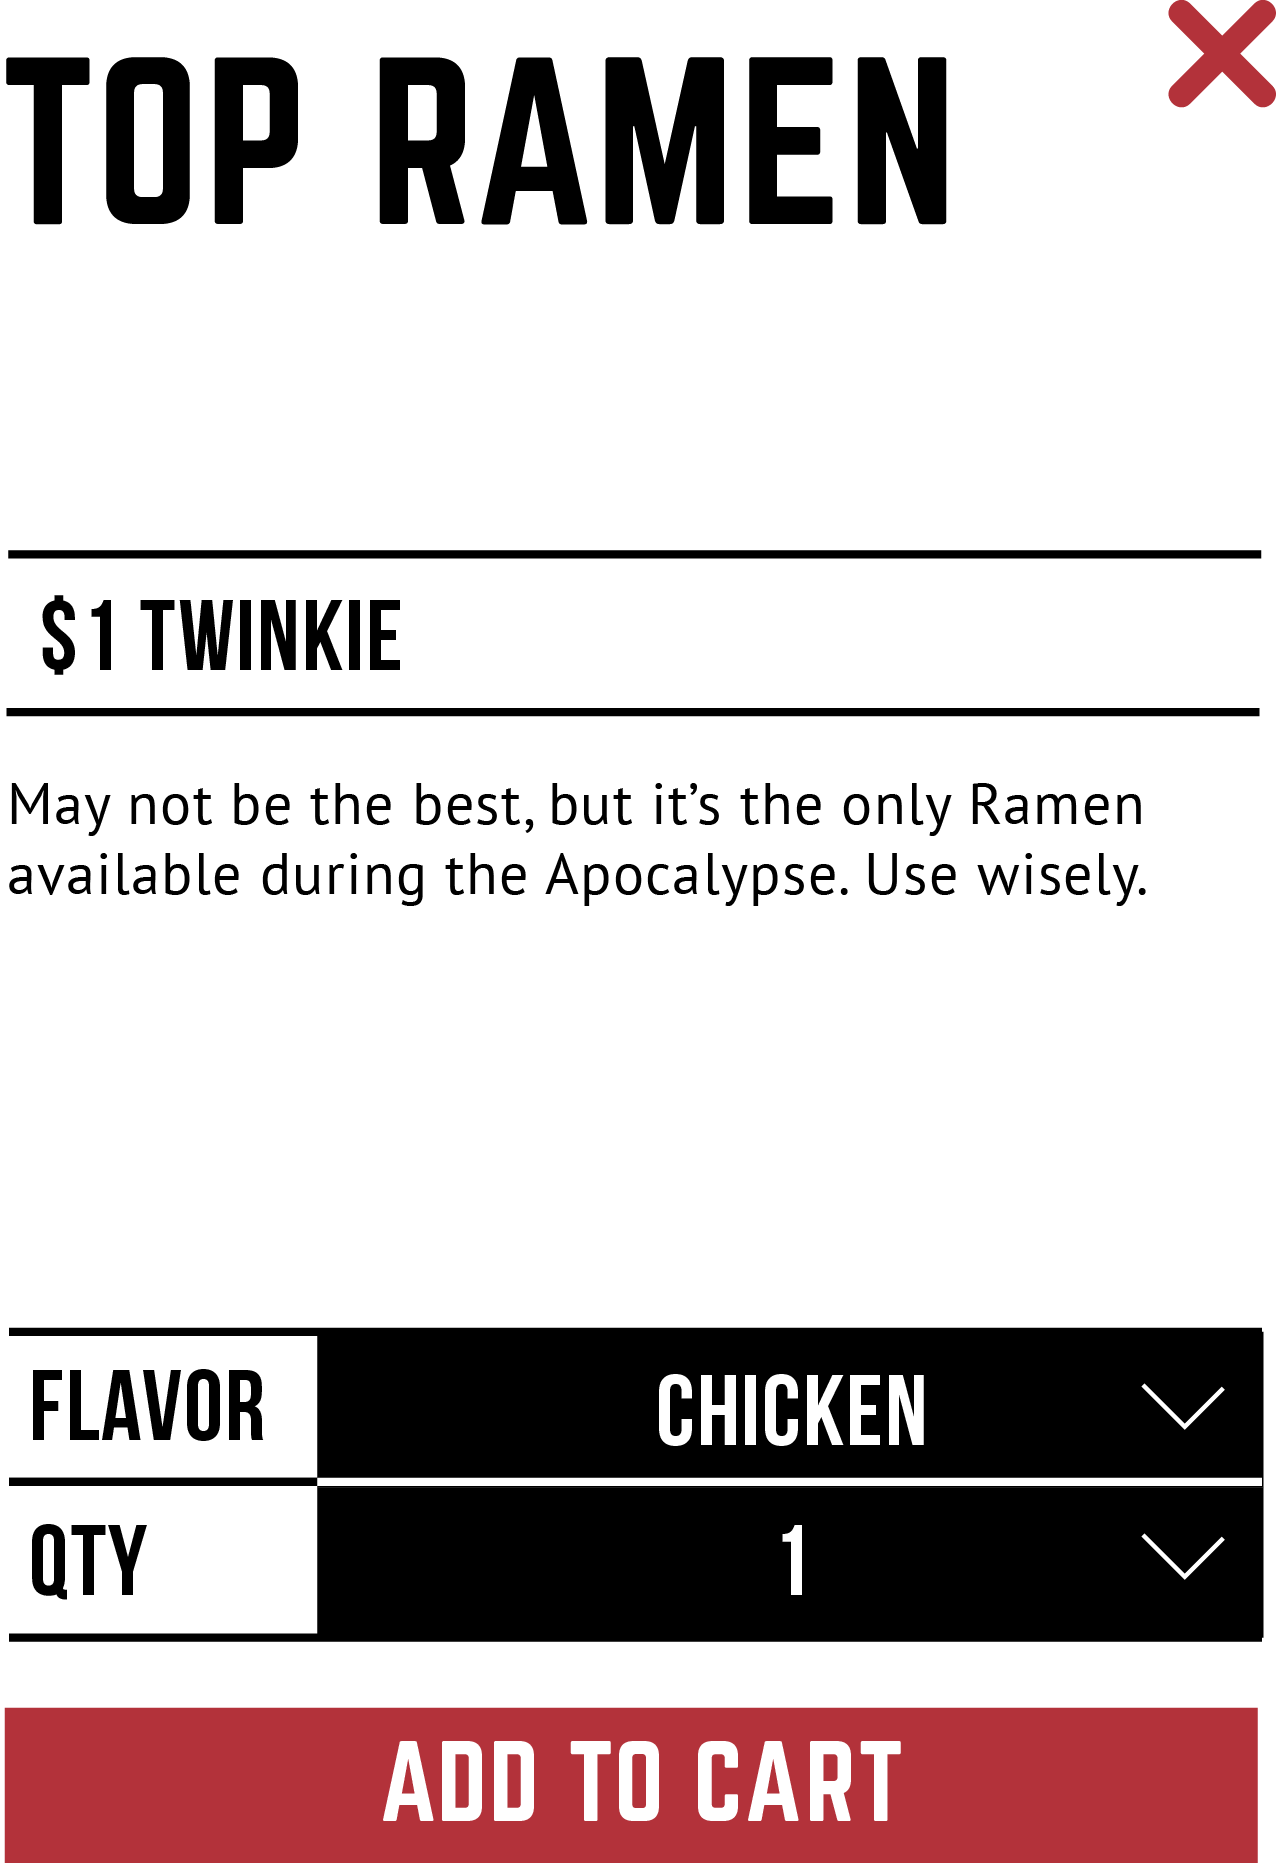 TOP RAMEN
$1 TWINKIE
May not be the best, but it’s the only Ramen
available during the Apocalypse. Use wisely.
FLAVOR CHICKEN
QTY 1
ADD TO CART